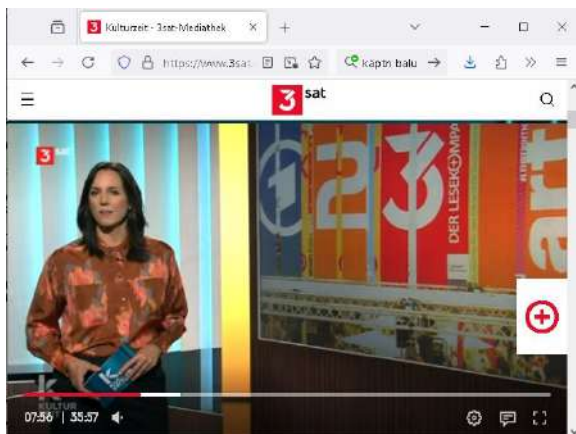 Kulturzeit - 3sat-Mediathek
https://www.3sat
käptn balu
3 sat
3 sat
2
3
DER LESEKOMPA
art
K
KULTUR
07:56 | 35:57